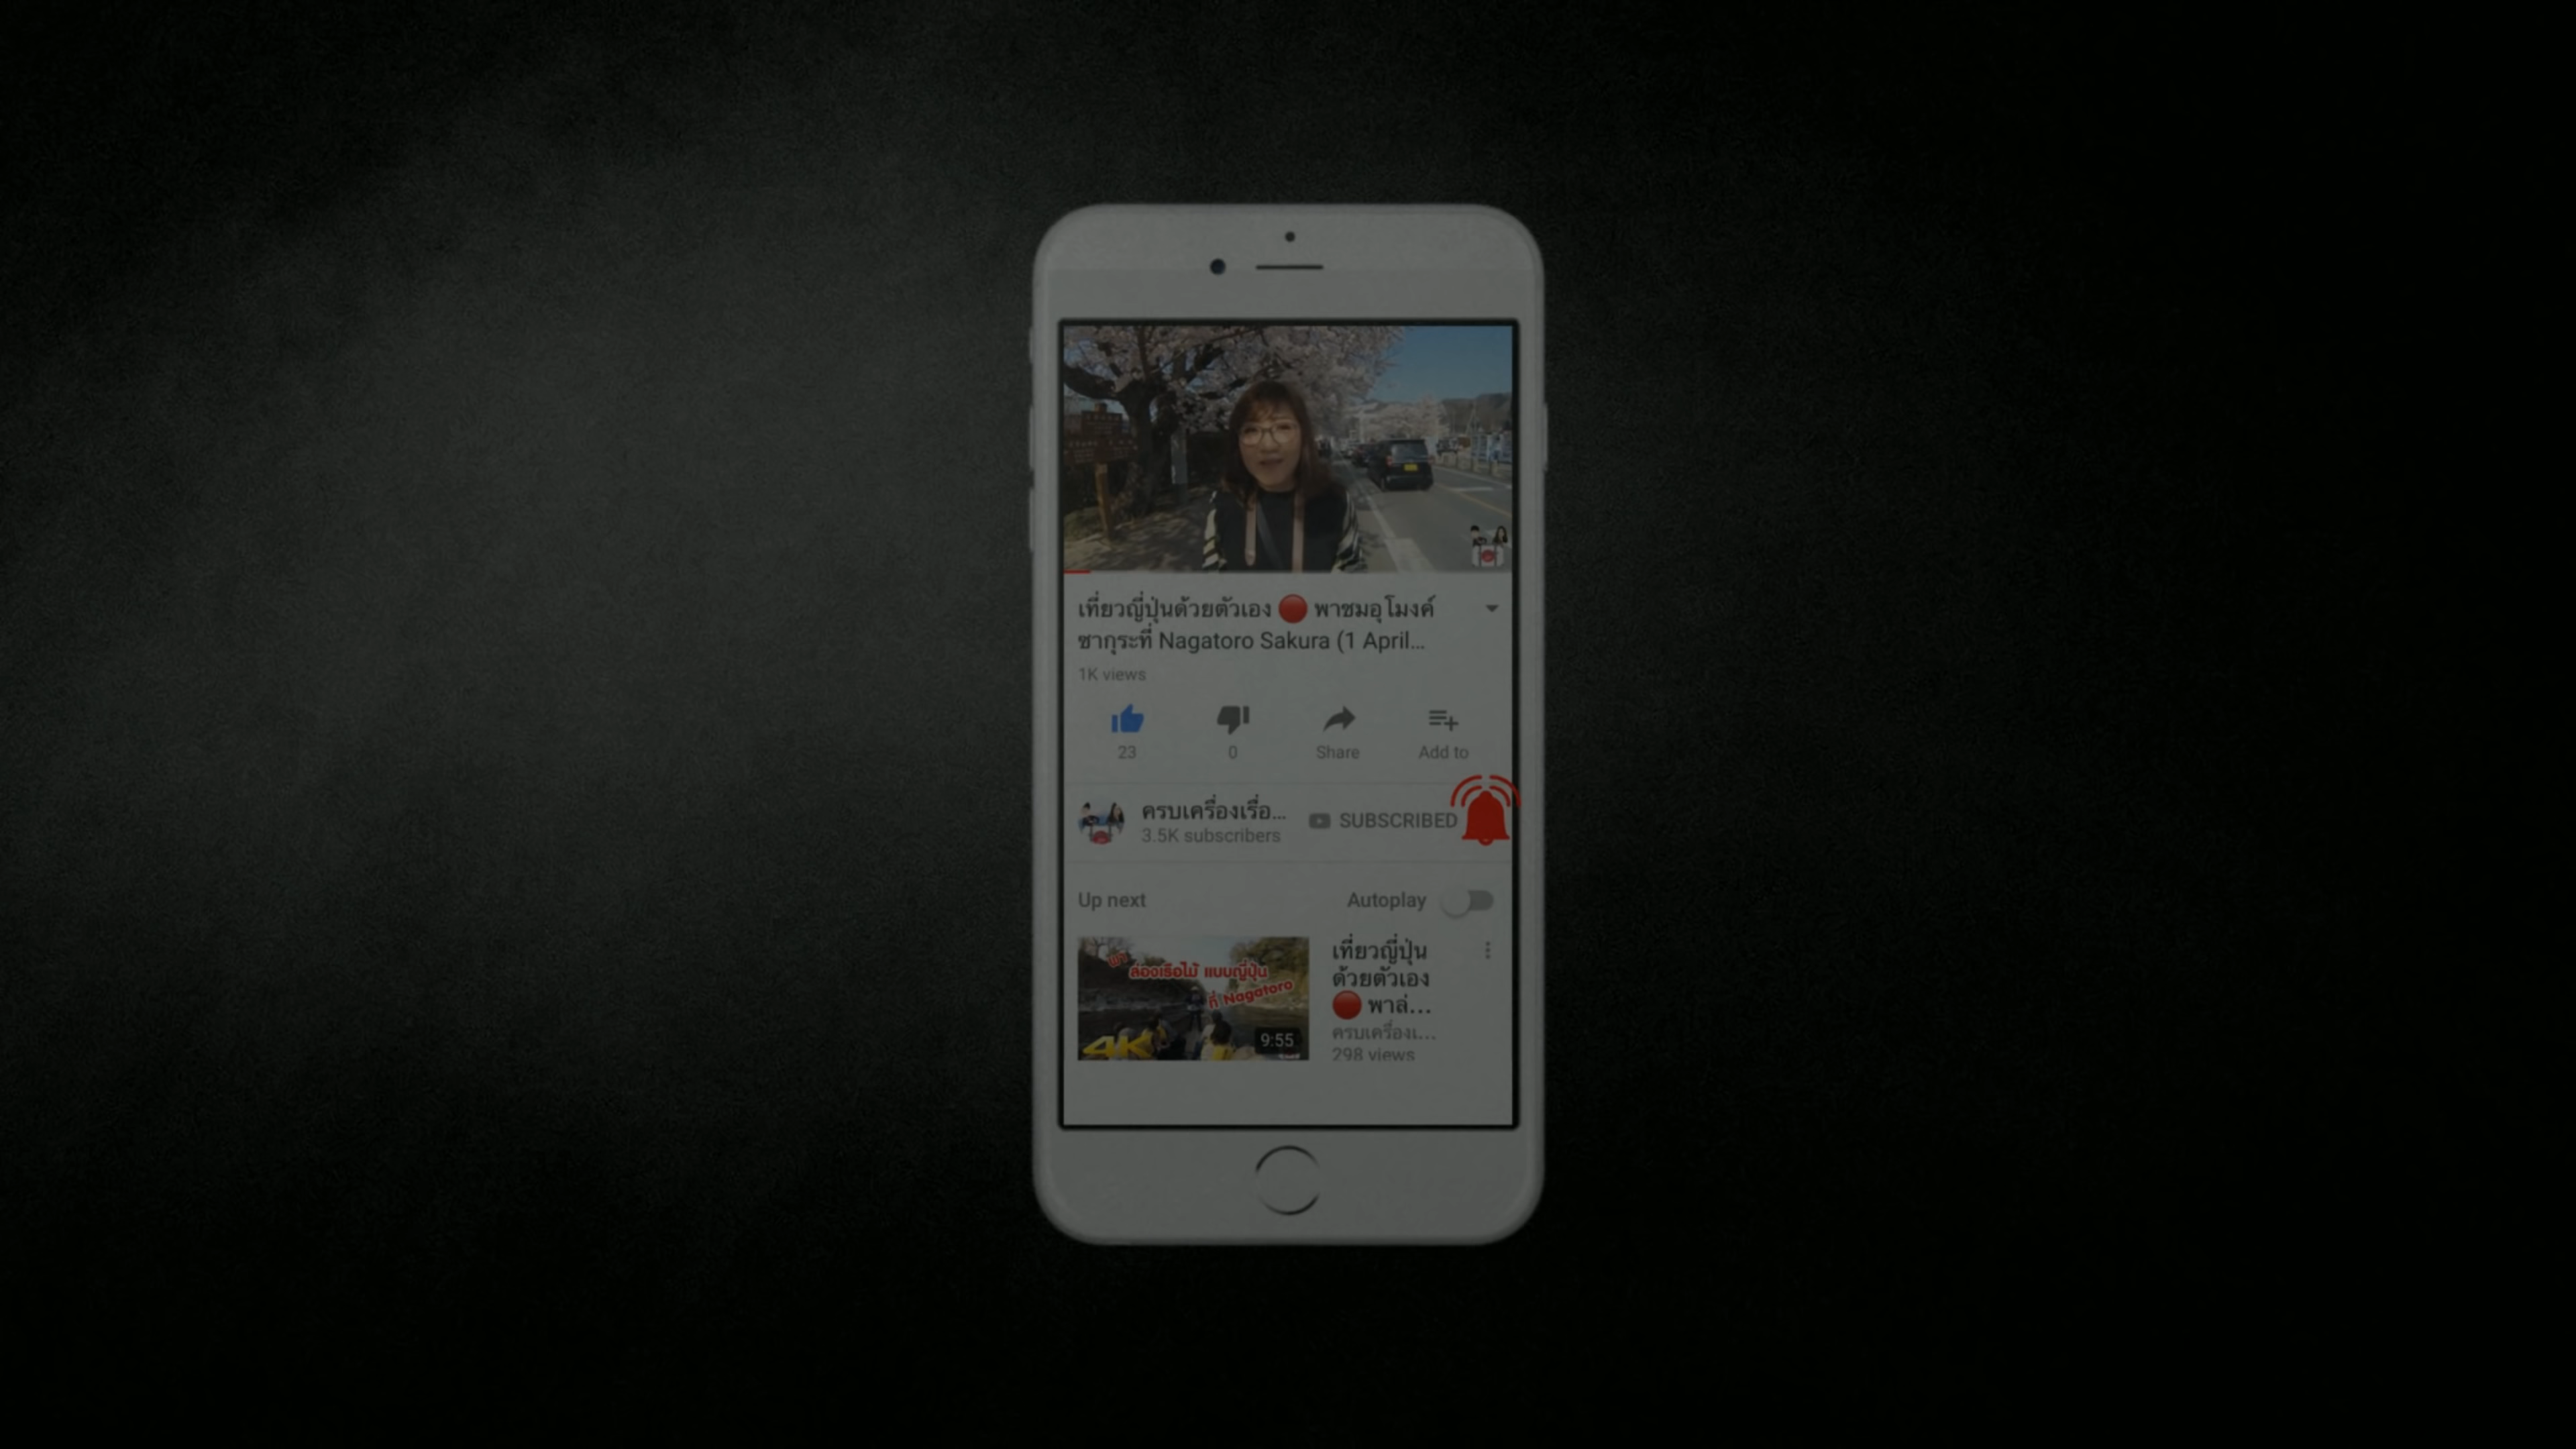 เที่ยวญี่ปุ่นด้วยตัวเอง 🔴 พาชมอุโมงค์
ซากุระที่ Nagatoro Sakura (1 April...
1K views
23
0
Share
Add to
ครบเครื่องเรื่อ...
3.5K subscribers
SUBSCRIBED
Up next
Autoplay
พา
ล่องเรือไม้ แบบญี่ปุ่น
ที่ Nagatoro
4K
9:55
เที่ยวญี่ปุ่น
ด้วยตัวเอง
🔴 พาล่...
ครบเครื่องเ...
298 views